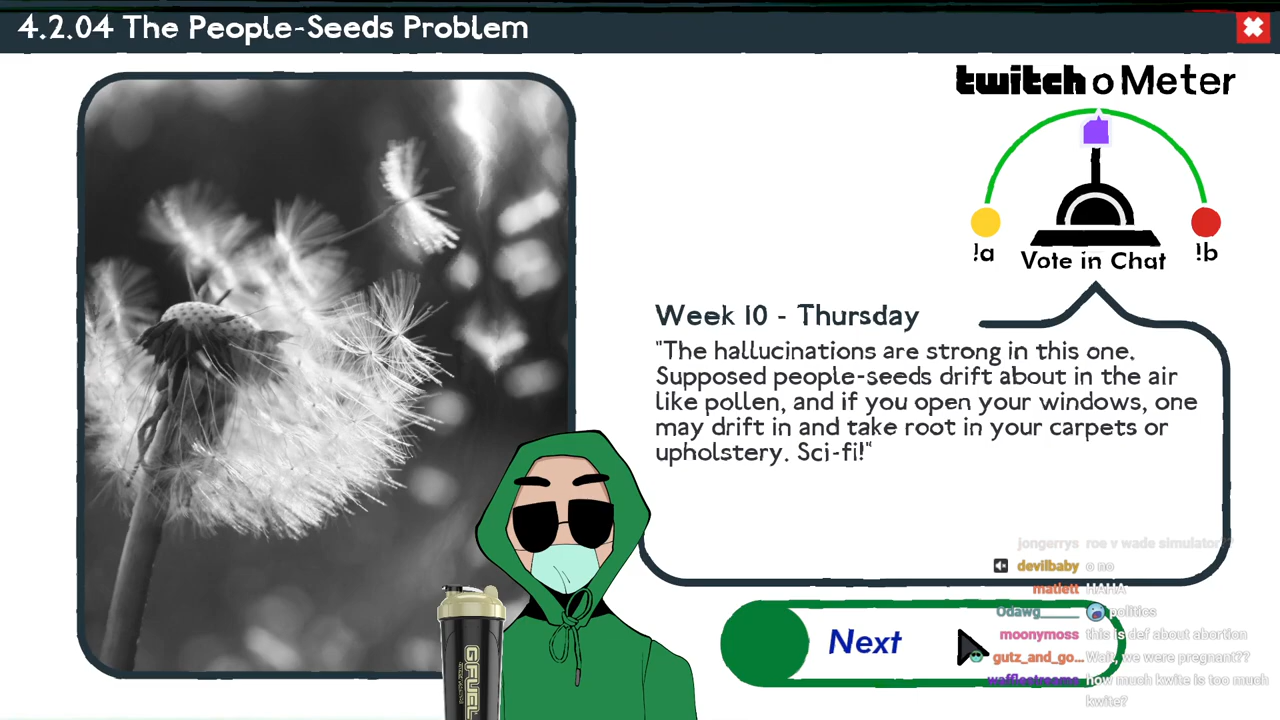 4.2.04 The People-Seeds Problem
twitch o Meter
!a
Vote in Chat
!b
Week 10 - Thursday
"The hallucinations are strong in this one.
Supposed people-seeds drift about in the air
like pollen, and if you open your windows, one
may drift in and take root in your carpets or
upholstery. Sci-fi!"
jongerrys roe v wade simulator??
devilbaby o no
matlett HAHA
Odawg_____ politics
moonymoss this is def about abortion
gutz_and_go... Wait, we were pregnant??
wafflestreams how much kwite is too much
kwite?
Next
G FUEL